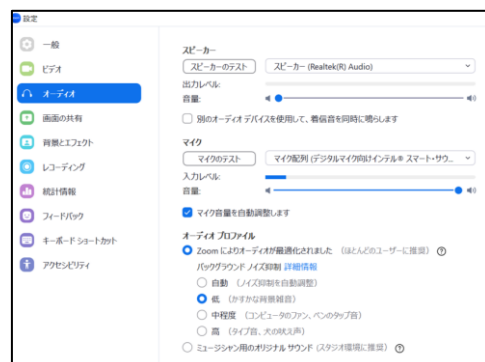 設定
一般
ビデオ
オーディオ
画面の共有
背景とエフェクト
レコーディング
統計情報
フィードバック
キーボード ショートカット
アクセシビリティ
スピーカー
スピーカーのテスト
スピーカー (Realtek(R) Audio)
出力レベル:
音量:
別のオーディオ デバイスを使用して、着信音を同時に鳴らします
マイク
マイクのテスト
マイク配列 (デジタルマイク向けインテル® スマート・サウ...
入力レベル:
音量:
マイク音量を自動調整します
オーディオ プロファイル
Zoom によりオーディオが最適化されました (ほとんどのユーザーに推奨)
バックグラウンド ノイズ抑制 詳細情報
自動 (ノイズ抑制を自動調整)
低 (かすかな背景雑音)
中程度 (コンピュータのファン、ペンのタップ音)
高 (タイプ音、犬の吠え声)
ミュージシャン用のオリジナル サウンド (スタジオ環境に推奨)